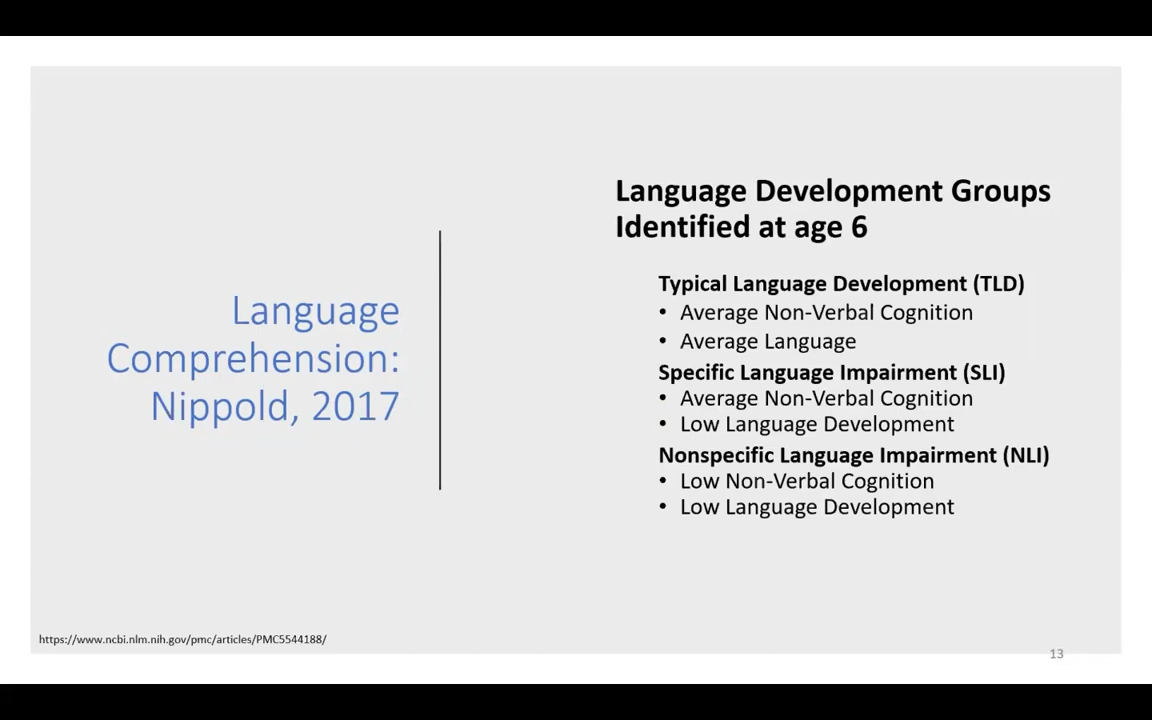 Language
Comprehension:
Nippold, 2017
Language Development Groups
Identified at age 6
Typical Language Development (TLD)
• Average Non-Verbal Cognition
• Average Language
Specific Language Impairment (SLI)
• Average Non-Verbal Cognition
• Low Language Development
Nonspecific Language Impairment (NLI)
• Low Non-Verbal Cognition
• Low Language Development
https://www.ncbi.nlm.nih.gov/pmc/articles/PMC5544188/
13